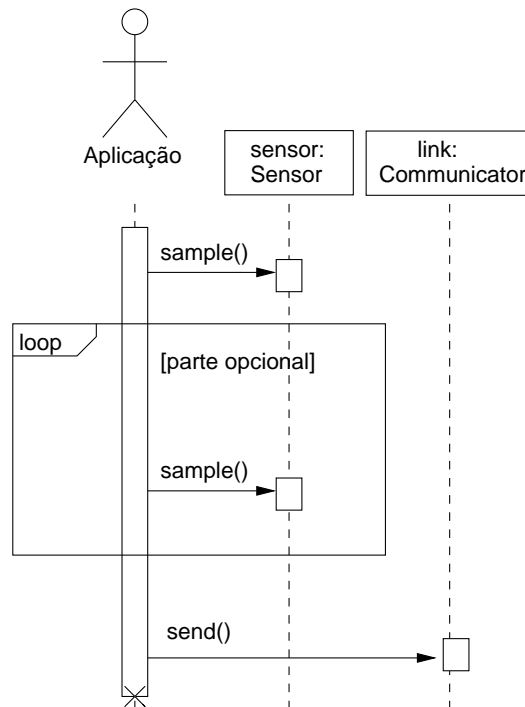 Aplicação
sensor:
Sensor
link:
Communicator
sample()
loop
[parte opcional]
sample()
send()